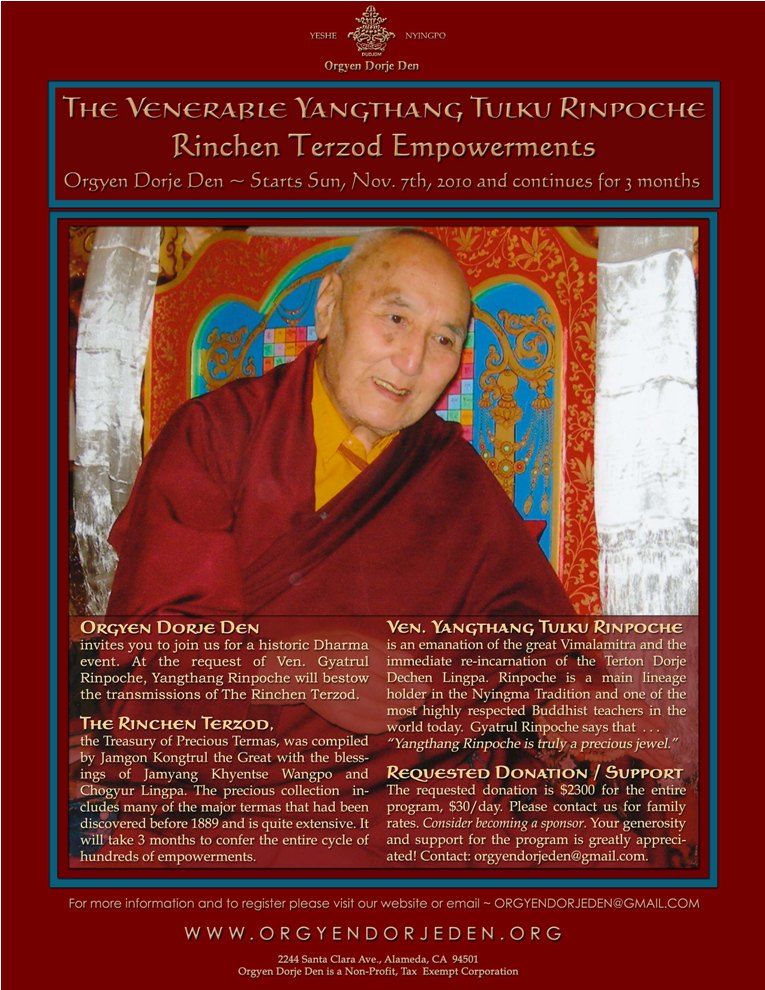 YESHE NYINGPO
DUDJOM
Orgyen Dorje Den
The Venerable Yangthang Tulku Rinpoche
Rinchen Terzod Empowerments
Orgyen Dorje Den ~ Starts Sun, Nov. 7th, 2010 and continues for 3 months
Orgyen Dorje Den
invites you to join us for a historic Dharma
event. At the request of Ven. Gyatrul
Rinpoche, Yangthang Rinpoche will bestow
the transmissions of The Rinchen Terzod.
The Rinchen Terzod,
the Treasury of Precious Termas, was compiled
by Jamgon Kongtrul the Great with the bless-
ings of Jamyang Khyentse Wangpo and
Chogyur Lingpa. The precious collection in-
cludes many of the major termas that had been
discovered before 1889 and is quite extensive. It
will take 3 months to confer the entire cycle of
hundreds of empowerments.
Ven. Yangthang Tulku Rinpoche
is an emanation of the great Vimalamitra and the
immediate re-incarnation of the Terton Dorje
Dechen Lingpa. Rinpoche is a main lineage
holder in the Nyingma Tradition and one of the
most highly respected Buddhist teachers in the
world today. Gyatrul Rinpoche says that . . .
“Yangthang Rinpoche is truly a precious jewel.”
Requested Donation / Support
The requested donation is $2300 for the entire
program, $30/day. Please contact us for family
rates. Consider becoming a sponsor. Your generosity
and support for the program is greatly appreci-
ated! Contact: orgyendorjeden@gmail.com.
For more information and to register please visit our website or email ~ ORGYENDORJEDEN@GMAIL.COM
WWW.ORGYENDORJEDEN.ORG
2244 Santa Clara Ave., Alameda, CA 94501
Orgyen Dorje Den is a Non-Profit, Tax Exempt Corporation